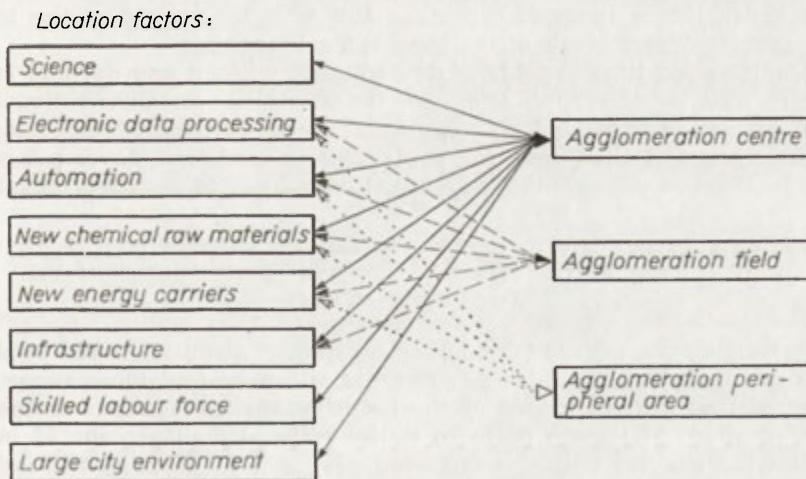 Location factors:
Science
Electronic data processing
Automation
New chemical raw materials
New energy carriers
Infrastructure
Skilled labour force
Large city environment
Agglomeration centre
Agglomeration field
Agglomeration peri-
pheral area